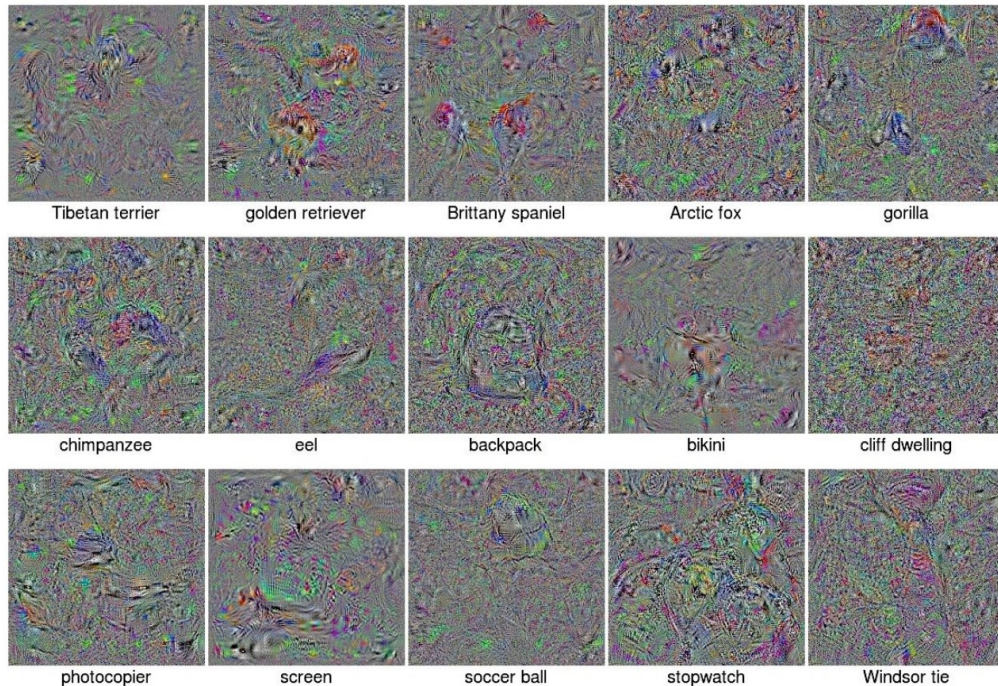 Tibetan terrier
golden retriever
Brittany spaniel
Arctic fox
gorilla
chimpanzee
eel
backpack
bikini
cliff dwelling
photocopier
screen
soccer ball
stopwatch
Windsor tie